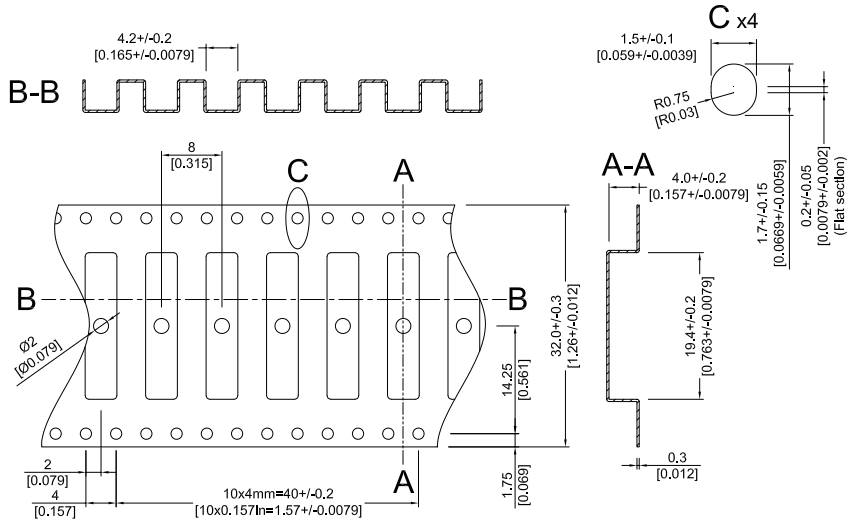 4.2+/-0.2
[0.165+/-0.0079]
B-B
8
[0.315]
C
A
C x4
1.5+/-0.1
[0.059+/-0.0039]
R0.75
[R0.03]
1.7+/-0.15
[0.0669+/-0.0059]
0.2+/-0.05
[0.0079+/-0.002]
(Flat section)
A-A
4.0+/-0.2
[0.157+/-0.0079]
B
B
Ø2
[Ø0.079]
14.25
[0.561]
32.0+/-0.3
[1.26+/-0.012]
19.4+/-0.2
[0.763+/-0.0079]
1.75
[0.069]
0.3
[0.012]
2
[0.079]
4
[0.157]
10x4mm=40+/-0.2
[10x0.157In=1.57+/-0.0079]
A